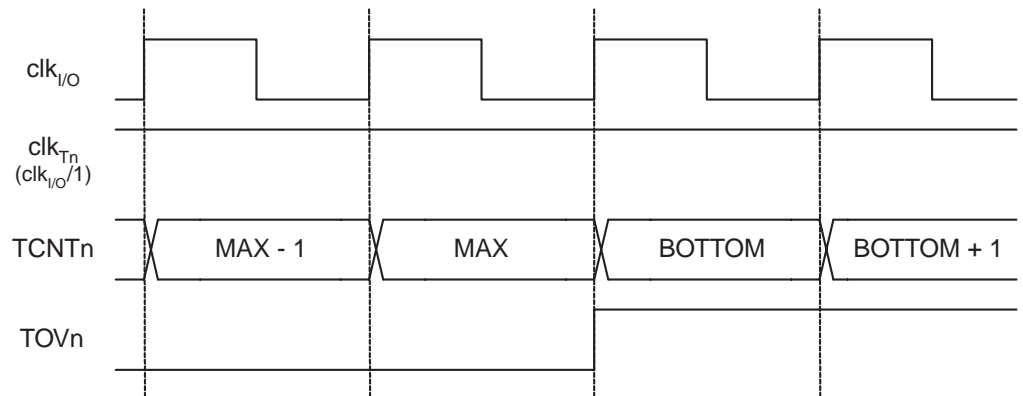 clkI/O
clkTn
(clkI/O/1)
TCNTn MAX - 1 MAX BOTTOM BOTTOM + 1
TOVn